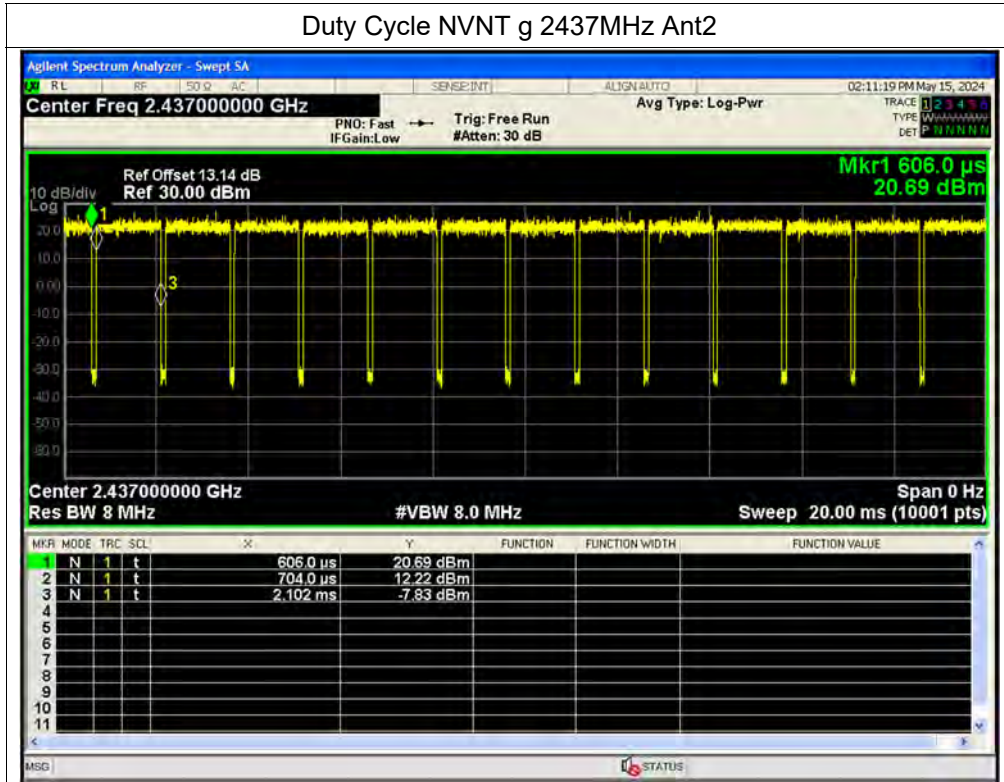 Duty Cycle NVNT g 2437MHz Ant2
Agilent Spectrum Analyzer - Swept SA
RL RF 50 Ω AC SENSE:INT ALIGN AUTO 02:11:19 PM May 15, 2024
Center Freq 2.437000000 GHz
Avg Type: Log-Pwr
TRACE 1 2 3 4 5 6
PNO: Fast
Trig: Free Run
TYPE
IFGain:Low
#Atten: 30 dB
DET P N N N N N
Mkr1 606.0 µs
20.69 dBm
Ref Offset 13.14 dB
10 dB/div
Ref 30.00 dBm
Log
1
20.0
10.0
0.00
3
-10.0
-20.0
-30.0
-40.0
-50.0
-60.0
Center 2.437000000 GHz
Span 0 Hz
Res BW 8 MHz
#VBW 8.0 MHz
Sweep 20.00 ms (10001 pts)
MKR MODE TRC SCL X Y FUNCTION FUNCTION WIDTH FUNCTION VALUE
1 N 1 t 606.0 µs 20.69 dBm
2 N 1 t 704.0 µs 12.22 dBm
3 N 1 t 2.102 ms -7.83 dBm
4
5
6
7
8
9
10
11
MSG
STATUS